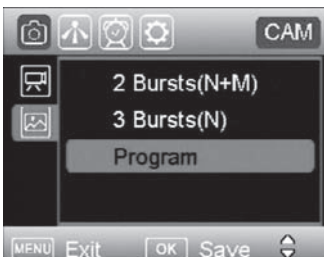 CAM
2 Bursts(N+M)
3 Bursts(N)
Program
MENU Exit OK Save